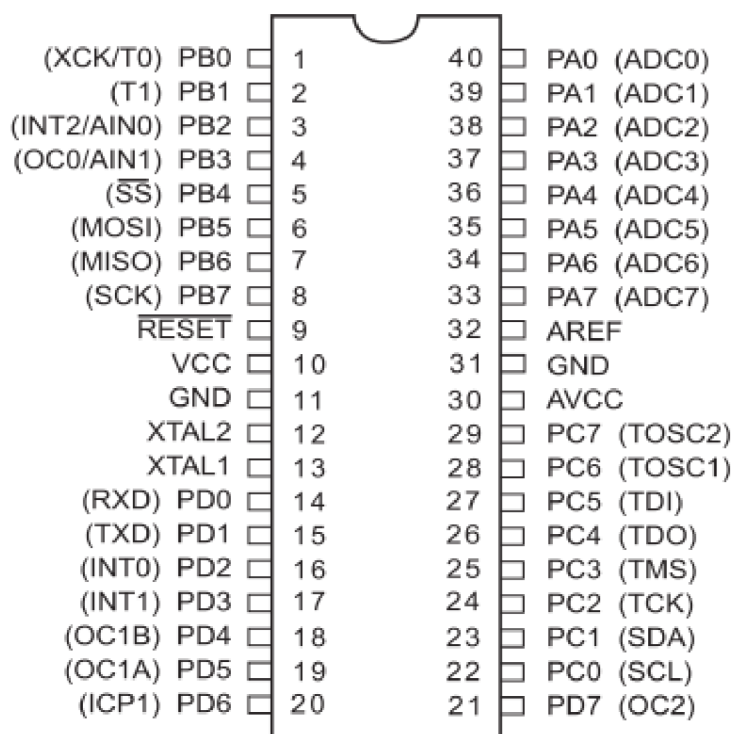 (XCK/T0) PB0 1 40 PA0 (ADC0)
(T1) PB1 2 39 PA1 (ADC1)
(INT2/AIN0) PB2 3 38 PA2 (ADC2)
(OC0/AIN1) PB3 4 37 PA3 (ADC3)
(S̅S̅) PB4 5 36 PA4 (ADC4)
(MOSI) PB5 6 35 PA5 (ADC5)
(MISO) PB6 7 34 PA6 (ADC6)
(SCK) PB7 8 33 PA7 (ADC7)
R̅E̅S̅E̅T̅ 9 32 AREF
VCC 10 31 GND
GND 11 30 AVCC
XTAL2 12 29 PC7 (TOSC2)
XTAL1 13 28 PC6 (TOSC1)
(RXD) PD0 14 27 PC5 (TDI)
(TXD) PD1 15 26 PC4 (TDO)
(INT0) PD2 16 25 PC3 (TMS)
(INT1) PD3 17 24 PC2 (TCK)
(OC1B) PD4 18 23 PC1 (SDA)
(OC1A) PD5 19 22 PC0 (SCL)
(ICP1) PD6 20 21 PD7 (OC2)